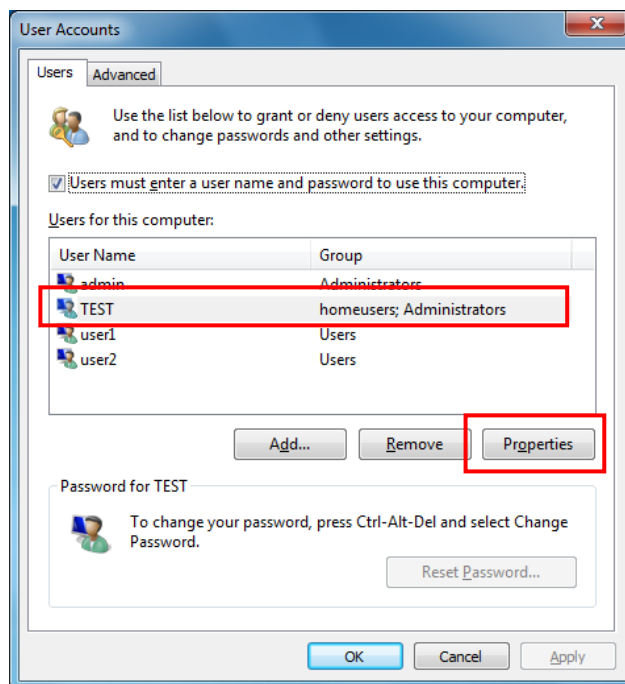 User Accounts
Users Advanced
Use the list below to grant or deny users access to your computer,
and to change passwords and other settings.
Users must enter a user name and password to use this computer.
Users for this computer:
User Name Group
admin Administrators
TEST homeusers; Administrators
user1 Users
user2 Users
Add... Remove Properties
Password for TEST
To change your password, press Ctrl-Alt-Del and select Change
Password.
Reset Password...
OK Cancel Apply